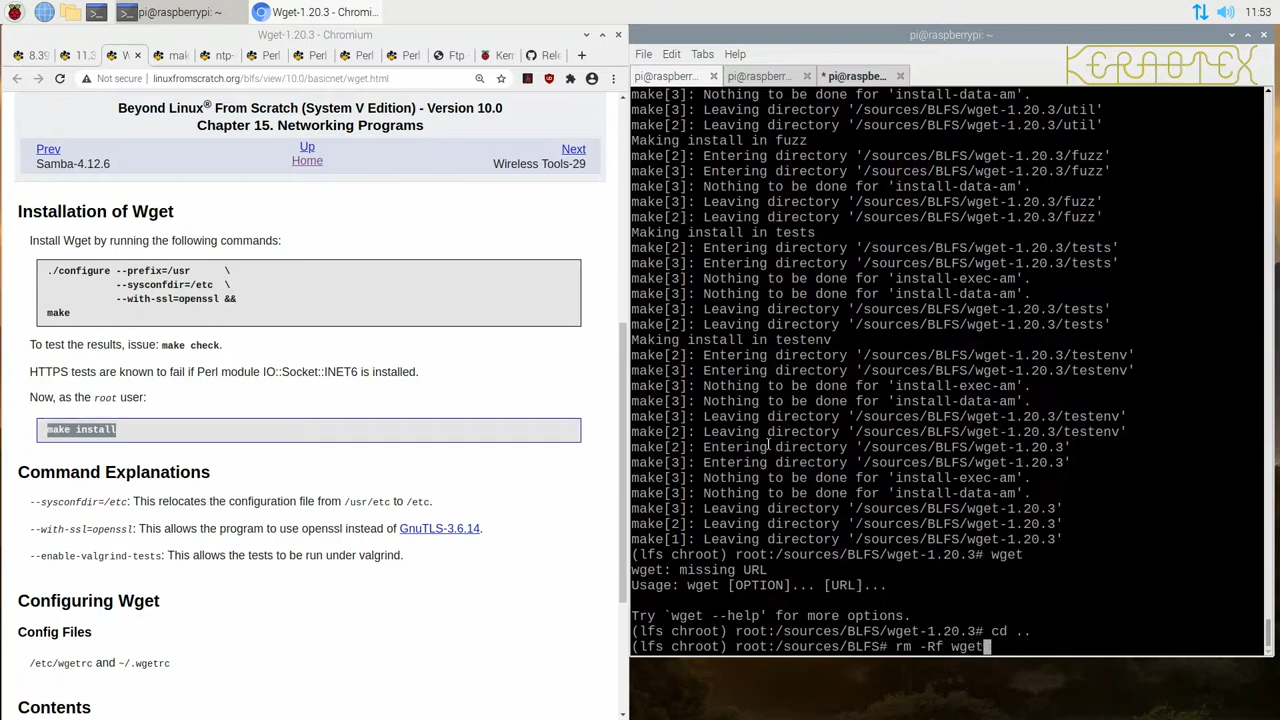 pi@raspberrypi: ~
Wget-1.20.3 - Chromi...
11:53
Wget-1.20.3 - Chromium
8.39
11.3
W
mak
ntp-
Perl
Perl
Perl
Ftp
Kerr
Rele
Not secure
linuxfromscratch.org/blfs/view/10.0/basicnet/wget.html
Beyond Linux® From Scratch (System V Edition) - Version 10.0
Chapter 15. Networking Programs
Prev
Up
Next
Samba-4.12.6
Home
Wireless Tools-29
Installation of Wget
Install Wget by running the following commands:
./configure --prefix=/usr      \
--sysconfdir=/etc  \
--with-ssl=openssl &&
make
To test the results, issue: make check.
HTTPS tests are known to fail if Perl module IO::Socket::INET6 is installed.
Now, as the root user:
make install
Command Explanations
--sysconfdir=/etc: This relocates the configuration file from /usr/etc to /etc.
--with-ssl=openssl: This allows the program to use openssl instead of GnuTLS-3.6.14.
--enable-valgrind-tests: This allows the tests to be run under valgrind.
Configuring Wget
Config Files
/etc/wgetrc and ~/.wgetrc
Contents
pi@raspberrypi: ~
File Edit Tabs Help
KERAOTEX
pi@raspberr...
pi@raspberr...
* pi@raspbe...
make[3]: Nothing to be done for 'install-data-am'.
make[3]: Leaving directory '/sources/BLFS/wget-1.20.3/util'
make[2]: Leaving directory '/sources/BLFS/wget-1.20.3/util'
Making install in fuzz
make[2]: Entering directory '/sources/BLFS/wget-1.20.3/fuzz'
make[3]: Entering directory '/sources/BLFS/wget-1.20.3/fuzz'
make[3]: Nothing to be done for 'install-data-am'.
make[3]: Leaving directory '/sources/BLFS/wget-1.20.3/fuzz'
make[2]: Leaving directory '/sources/BLFS/wget-1.20.3/fuzz'
Making install in tests
make[2]: Entering directory '/sources/BLFS/wget-1.20.3/tests'
make[3]: Entering directory '/sources/BLFS/wget-1.20.3/tests'
make[3]: Nothing to be done for 'install-exec-am'.
make[3]: Nothing to be done for 'install-data-am'.
make[3]: Leaving directory '/sources/BLFS/wget-1.20.3/tests'
make[2]: Leaving directory '/sources/BLFS/wget-1.20.3/tests'
Making install in testenv
make[2]: Entering directory '/sources/BLFS/wget-1.20.3/testenv'
make[3]: Entering directory '/sources/BLFS/wget-1.20.3/testenv'
make[3]: Nothing to be done for 'install-exec-am'.
make[3]: Nothing to be done for 'install-data-am'.
make[3]: Leaving directory '/sources/BLFS/wget-1.20.3/testenv'
make[2]: Leaving directory '/sources/BLFS/wget-1.20.3/testenv'
make[2]: Entering directory '/sources/BLFS/wget-1.20.3'
make[3]: Entering directory '/sources/BLFS/wget-1.20.3'
make[3]: Nothing to be done for 'install-exec-am'.
make[3]: Nothing to be done for 'install-data-am'.
make[3]: Leaving directory '/sources/BLFS/wget-1.20.3'
make[2]: Leaving directory '/sources/BLFS/wget-1.20.3'
make[1]: Leaving directory '/sources/BLFS/wget-1.20.3'
(lfs chroot) root:/sources/BLFS/wget-1.20.3# wget
wget: missing URL
Usage: wget [OPTION]... [URL]...
Try `wget --help' for more options.
(lfs chroot) root:/sources/BLFS/wget-1.20.3# cd ..
(lfs chroot) root:/sources/BLFS# rm -Rf wget